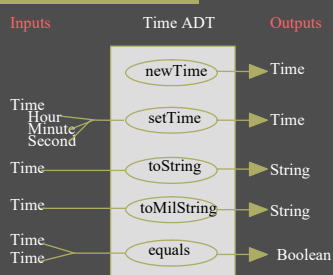 Inputs Time ADT Outputs
newTime Time
Time
Hour
Minute
Second
setTime Time
Time toString String
Time toMilString String
Time
Time
equals Boolean